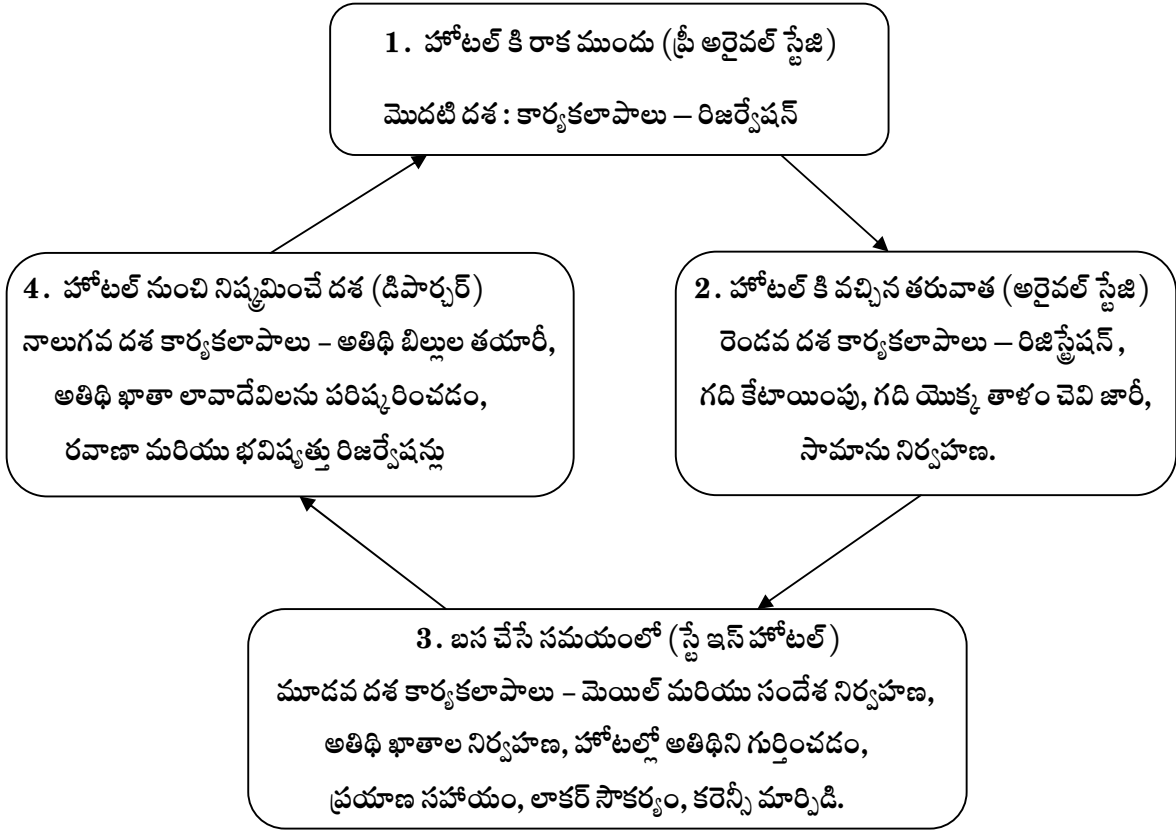 1. హోటల్ కి రాక ముందు (ప్రీ అరైవల్ స్టేజి)
మొదటి దశ : కార్యకలాపాలు – రిజర్వేషన్
2. హోటల్ కి వచ్చిన తరువాత (అరైవల్ స్టేజి)
రెండవ దశ కార్యకలాపాలు – రిజిస్ట్రేషన్,
గది కేటాయింపు, గది యొక్క తాళం చెవి జారీ,
సామాను నిర్వహణ.
3. బస చేసే సమయంలో (స్టే ఇన్ హోటల్)
మూడవ దశ కార్యకలాపాలు – మెయిల్ మరియు సందేశ నిర్వహణ,
అతిథి ఖాతాల నిర్వహణ, హోటల్లో అతిథిని గుర్తించడం,
ప్రయాణ సహాయం, లాకర్ సౌకర్యం, కరెన్సీ మార్పిడి.
4. హోటల్ నుంచి నిష్క్రమించే దశ (డిపార్చర్)
నాలుగవ దశ కార్యకలాపాలు – అతిథి బిల్లుల తయారీ,
అతిథి ఖాతా లావాదేవిలను పరిష్కరించడం,
రవాణా మరియు భవిష్యత్తు రిజర్వేషన్లు